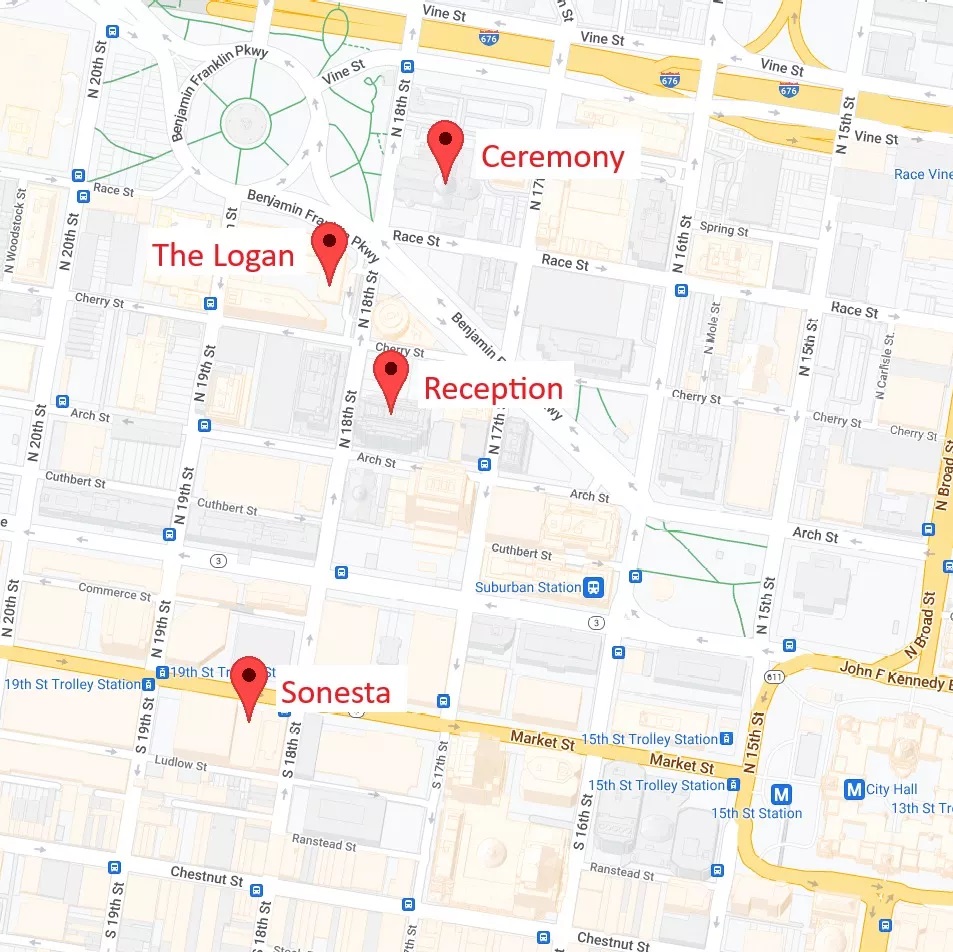 Vine St
676
Vine St
Vine St
676
676
N 20th St
Benjamin Franklin Pkwy
Vine St
N 18th St
N 15th St
Vine St
Ceremony
Race Vine
N Woodstock St
Race St
N 20th St
St
Benjamin Franklin Pkwy
N 17
Race St
N 16th St
Spring St
The Logan
Race St
N 18th St
Cherry St
Race St
N Mole St
N 15th St
N Carlisle St.
Benjamin
Cherry St
N 19th St
Reception
wy
Cherry St
Cherry St
Cherry St
N 20th St
Arch St
N 18th St
N 17th
Arch St
N Broad St
Cuthbert St
N 19th St
Cuthbert St
Arch St
Arch St
e
3
Cuthbert St
Suburban Station
N 20th St
Commerce St
N 19th St
3
N 15th St
N Broad St
19th St Trolley Station
19th St Tr
St
611
John F Kennedy B
Sonesta
S 19th St
S 18th St
Market St
15th St Trolley Station
N 15th St
Ludlow St
S 17th St
Market St
15th St Trolley Station
M
M
City Hall
15th St Station
13th St Tr
S 16th St
Ranstead St
Ranstead St
Chestnut St
S 19th St
S 18th St
Chestnut St